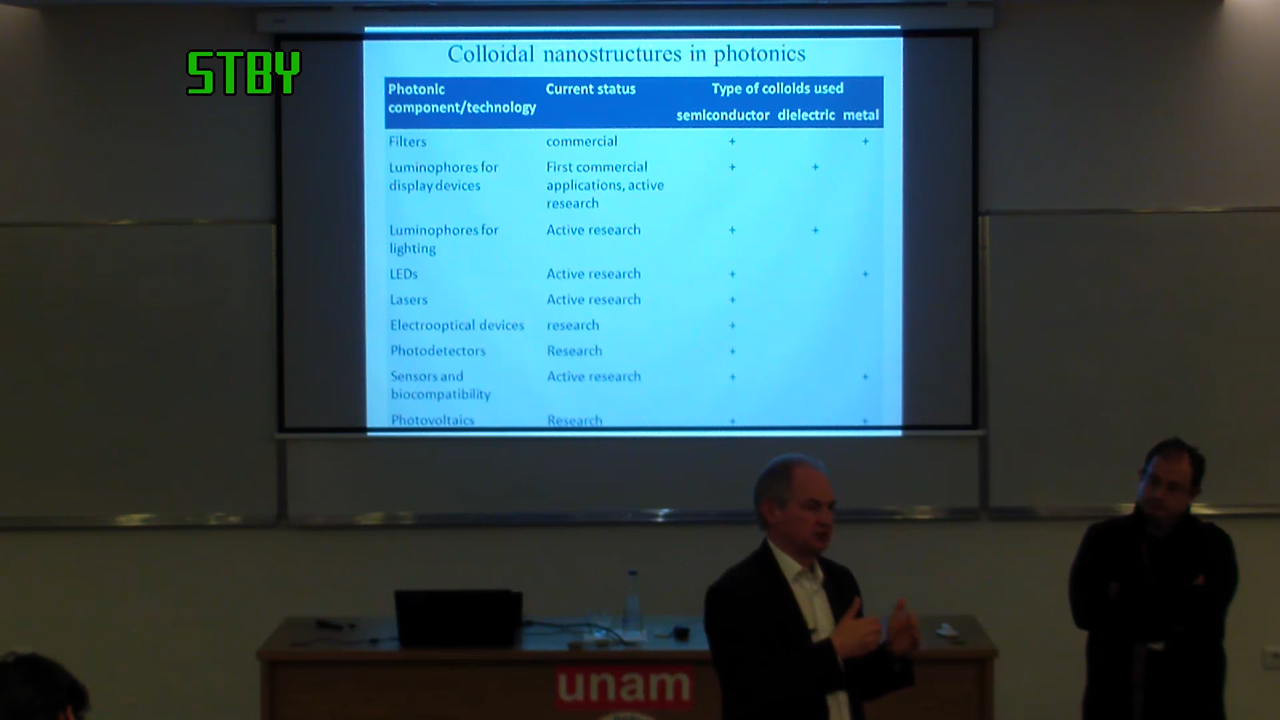 STBY
Colloidal nanostructures in photonics
Photonic component/technology Current status Type of colloids used
semiconductor dielectric metal
Filters commercial + +
Luminophores for display devices First commercial applications, active research + +
Luminophores for lighting Active research + +
LEDs Active research + +
Lasers Active research +
Electrooptical devices research +
Photodetectors Research +
Sensors and biocompatibility Active research + +
Photovoltaics Research + +
unam